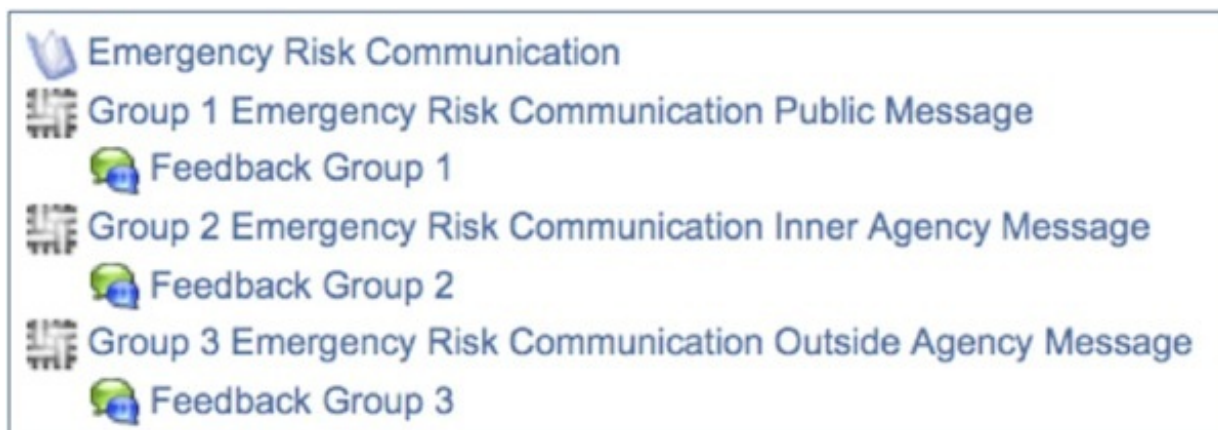 Emergency Risk Communication
Group 1 Emergency Risk Communication Public Message
Feedback Group 1
Group 2 Emergency Risk Communication Inner Agency Message
Feedback Group 2
Group 3 Emergency Risk Communication Outside Agency Message
Feedback Group 3